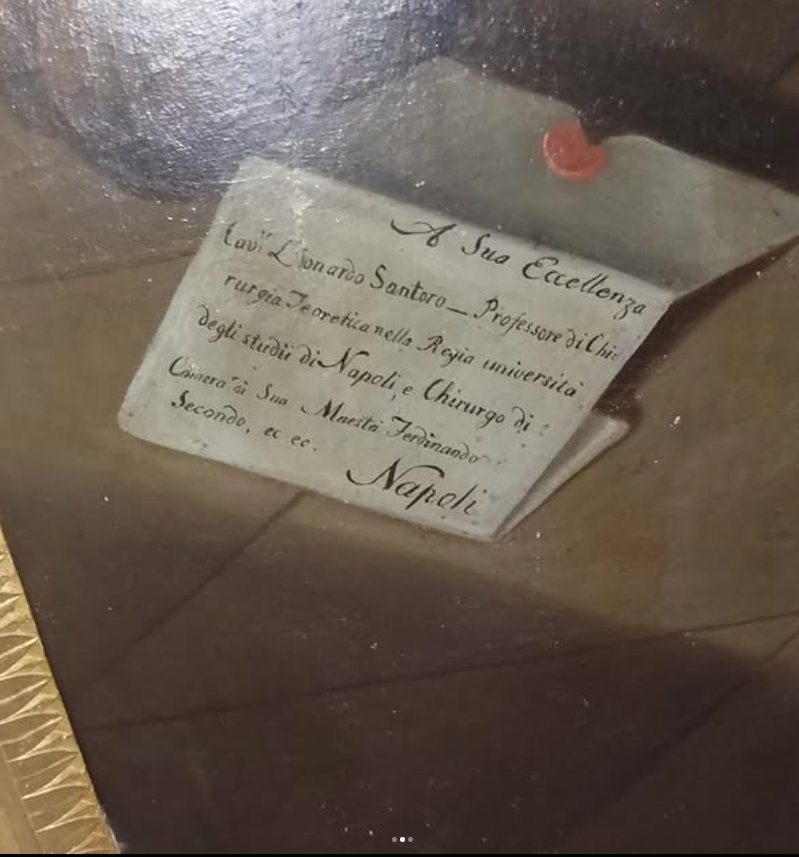 A Sua Eccellenza
Cav.r Lionardo Santoro _ Professore di Chi:
rurgia Teoretica nella Regia università
degli studii di Napoli, e Chirurgo di
Camera di Sua Maestà Ferdinando
Secondo, ec ec.
Napoli